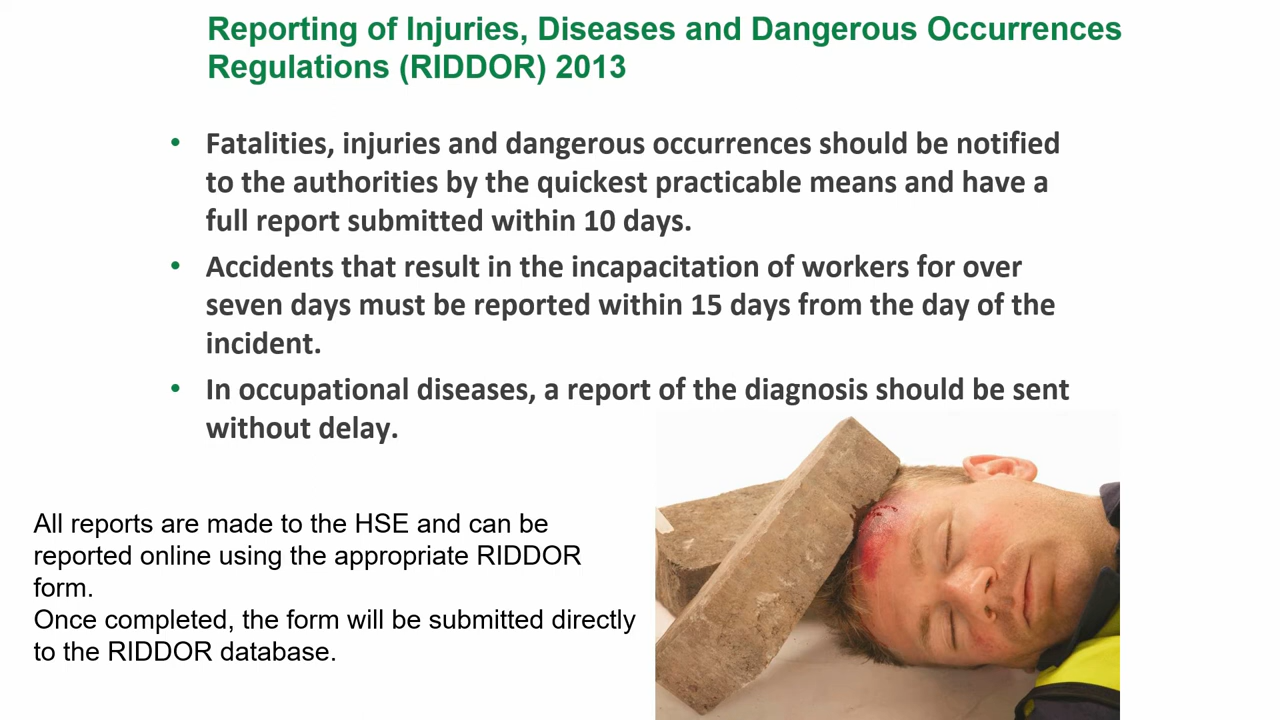 Reporting of Injuries, Diseases and Dangerous Occurrences
Regulations (RIDDOR) 2013
• Fatalities, injuries and dangerous occurrences should be notified
to the authorities by the quickest practicable means and have a
full report submitted within 10 days.
• Accidents that result in the incapacitation of workers for over
seven days must be reported within 15 days from the day of the
incident.
• In occupational diseases, a report of the diagnosis should be sent
without delay.
All reports are made to the HSE and can be
reported online using the appropriate RIDDOR
form.
Once completed, the form will be submitted directly
to the RIDDOR database.